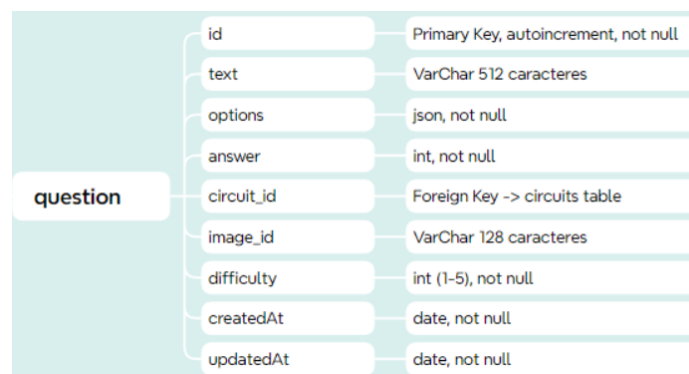 id
Primary Key, autoincrement, not null
text
VarChar 512 caracteres
options
json, not null
answer
int, not null
question
circuit_id
Foreign Key -> circuits table
image_id
VarChar 128 caracteres
difficulty
int (1-5), not null
createdAt
date, not null
updatedAt
date, not null